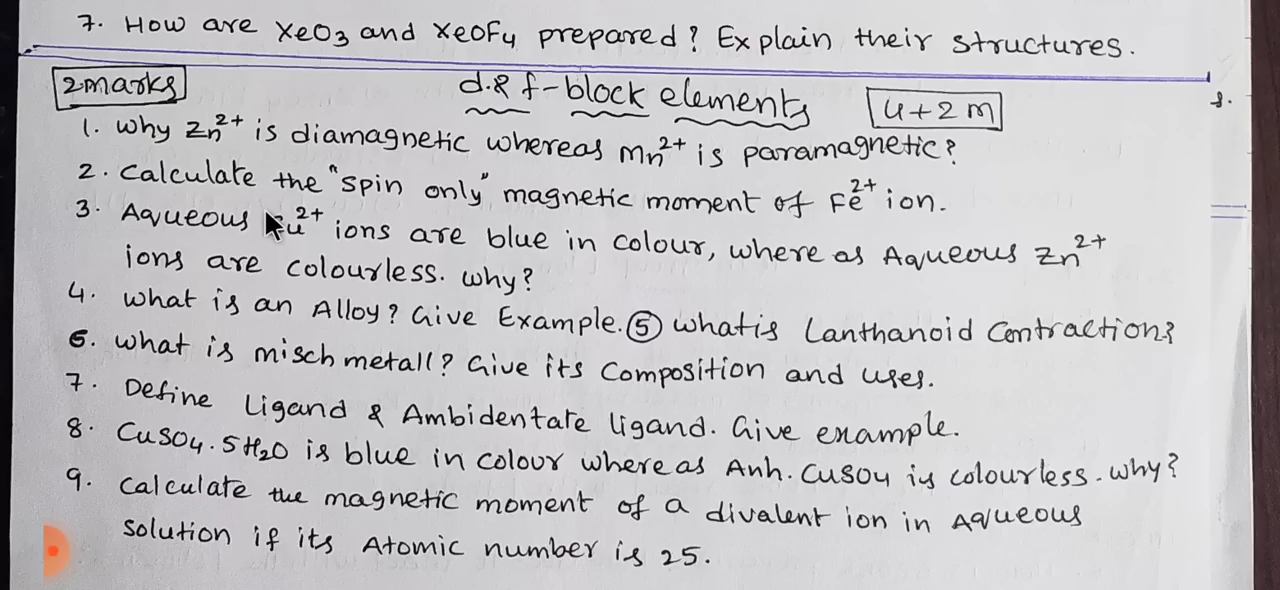 7. How are XeO3 and XeOF4 prepared? Explain their structures.
2marks
d.& f-block elements
4+2m
1. Why Zn2+ is diamagnetic whereas Mn2+ is paramagnetic?
2. Calculate the "Spin only" magnetic moment of Fe2+ ion.
3. Aqueous Cu2+ ions are blue in colour, where as Aqueous Zn2+
ions are colourless. why?
4. What is an Alloy? Give Example. ⑤ what is Lanthanoid Contraction?
6. What is misch metall? Give its composition and uses.
7. Define Ligand & Ambidentate ligand. Give example.
8. CuSO4.5H2O is blue in colour where as Anh. CuSO4 is colourless. why?
9. Calculate the magnetic moment of a divalent ion in Aqueous
solution if its Atomic number is 25.